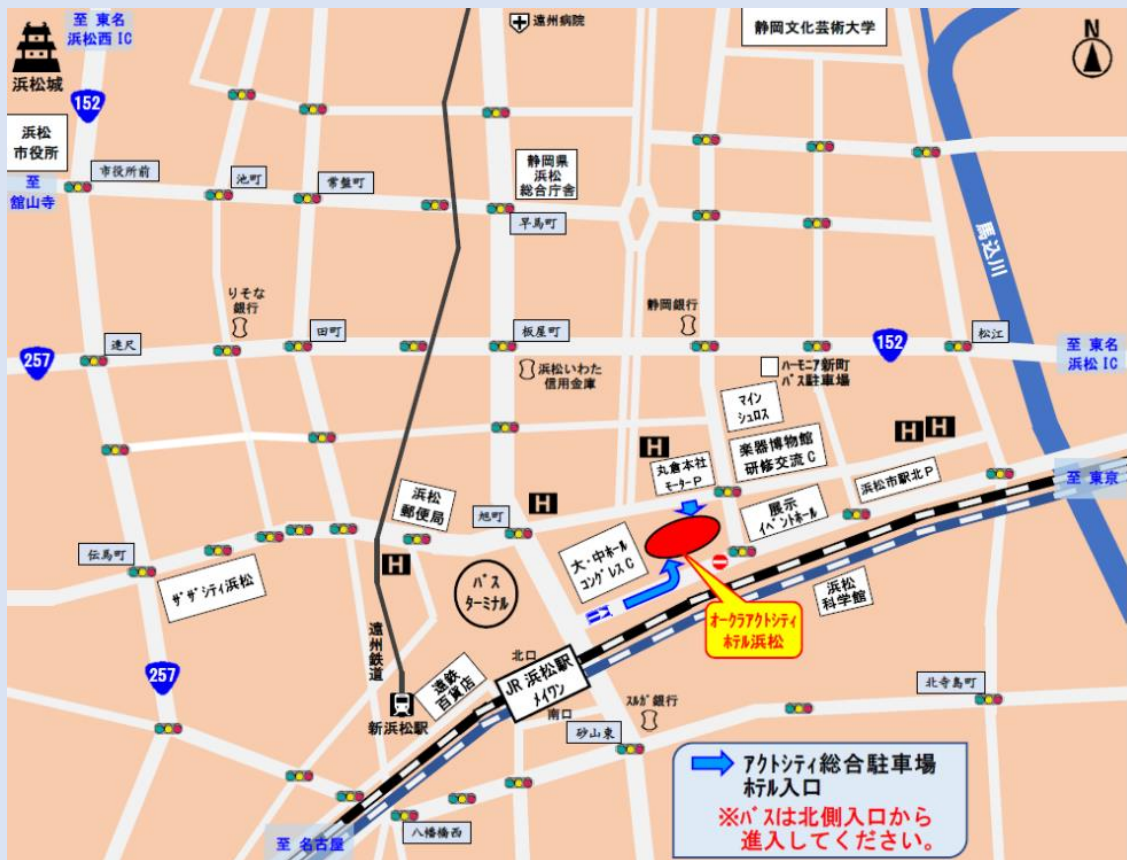 至 東名
浜松西 IC
遠州病院
静岡文化芸術大学
N
浜松城
152
浜松
市役所
静岡県
浜松
総合庁舎
市役所前
池町
常盤町
至
舘山寺
早馬町
馬込川
りそな
銀行
静岡銀行
田町
板屋町
松江
連尺
152
257
至 東名
浜松 IC
浜松いわた
信用金庫
ハーモニア新町
バス駐車場
マイン
シュロス
楽器博物館
研修交流 C
H
H
H
丸倉本社
モーターP
浜松市駅北 P
至 東京
浜松
郵便局
H
旭町
展示
イベントホール
伝馬町
大・中ホール
コングレス C
H
ザザシティ浜松
バス
ターミナル
浜松
科学館
オークラアクトシティ
ホテル浜松
遠州鉄道
北口
257
遠鉄
百貨店
JR 浜松駅
メイワン
北寺島町
スルガ銀行
新浜松駅
南口
砂山東
アクトシティ総合駐車場
ホテル入口
※バスは北側入口から
進入してください。
八幡橋西
至 名古屋